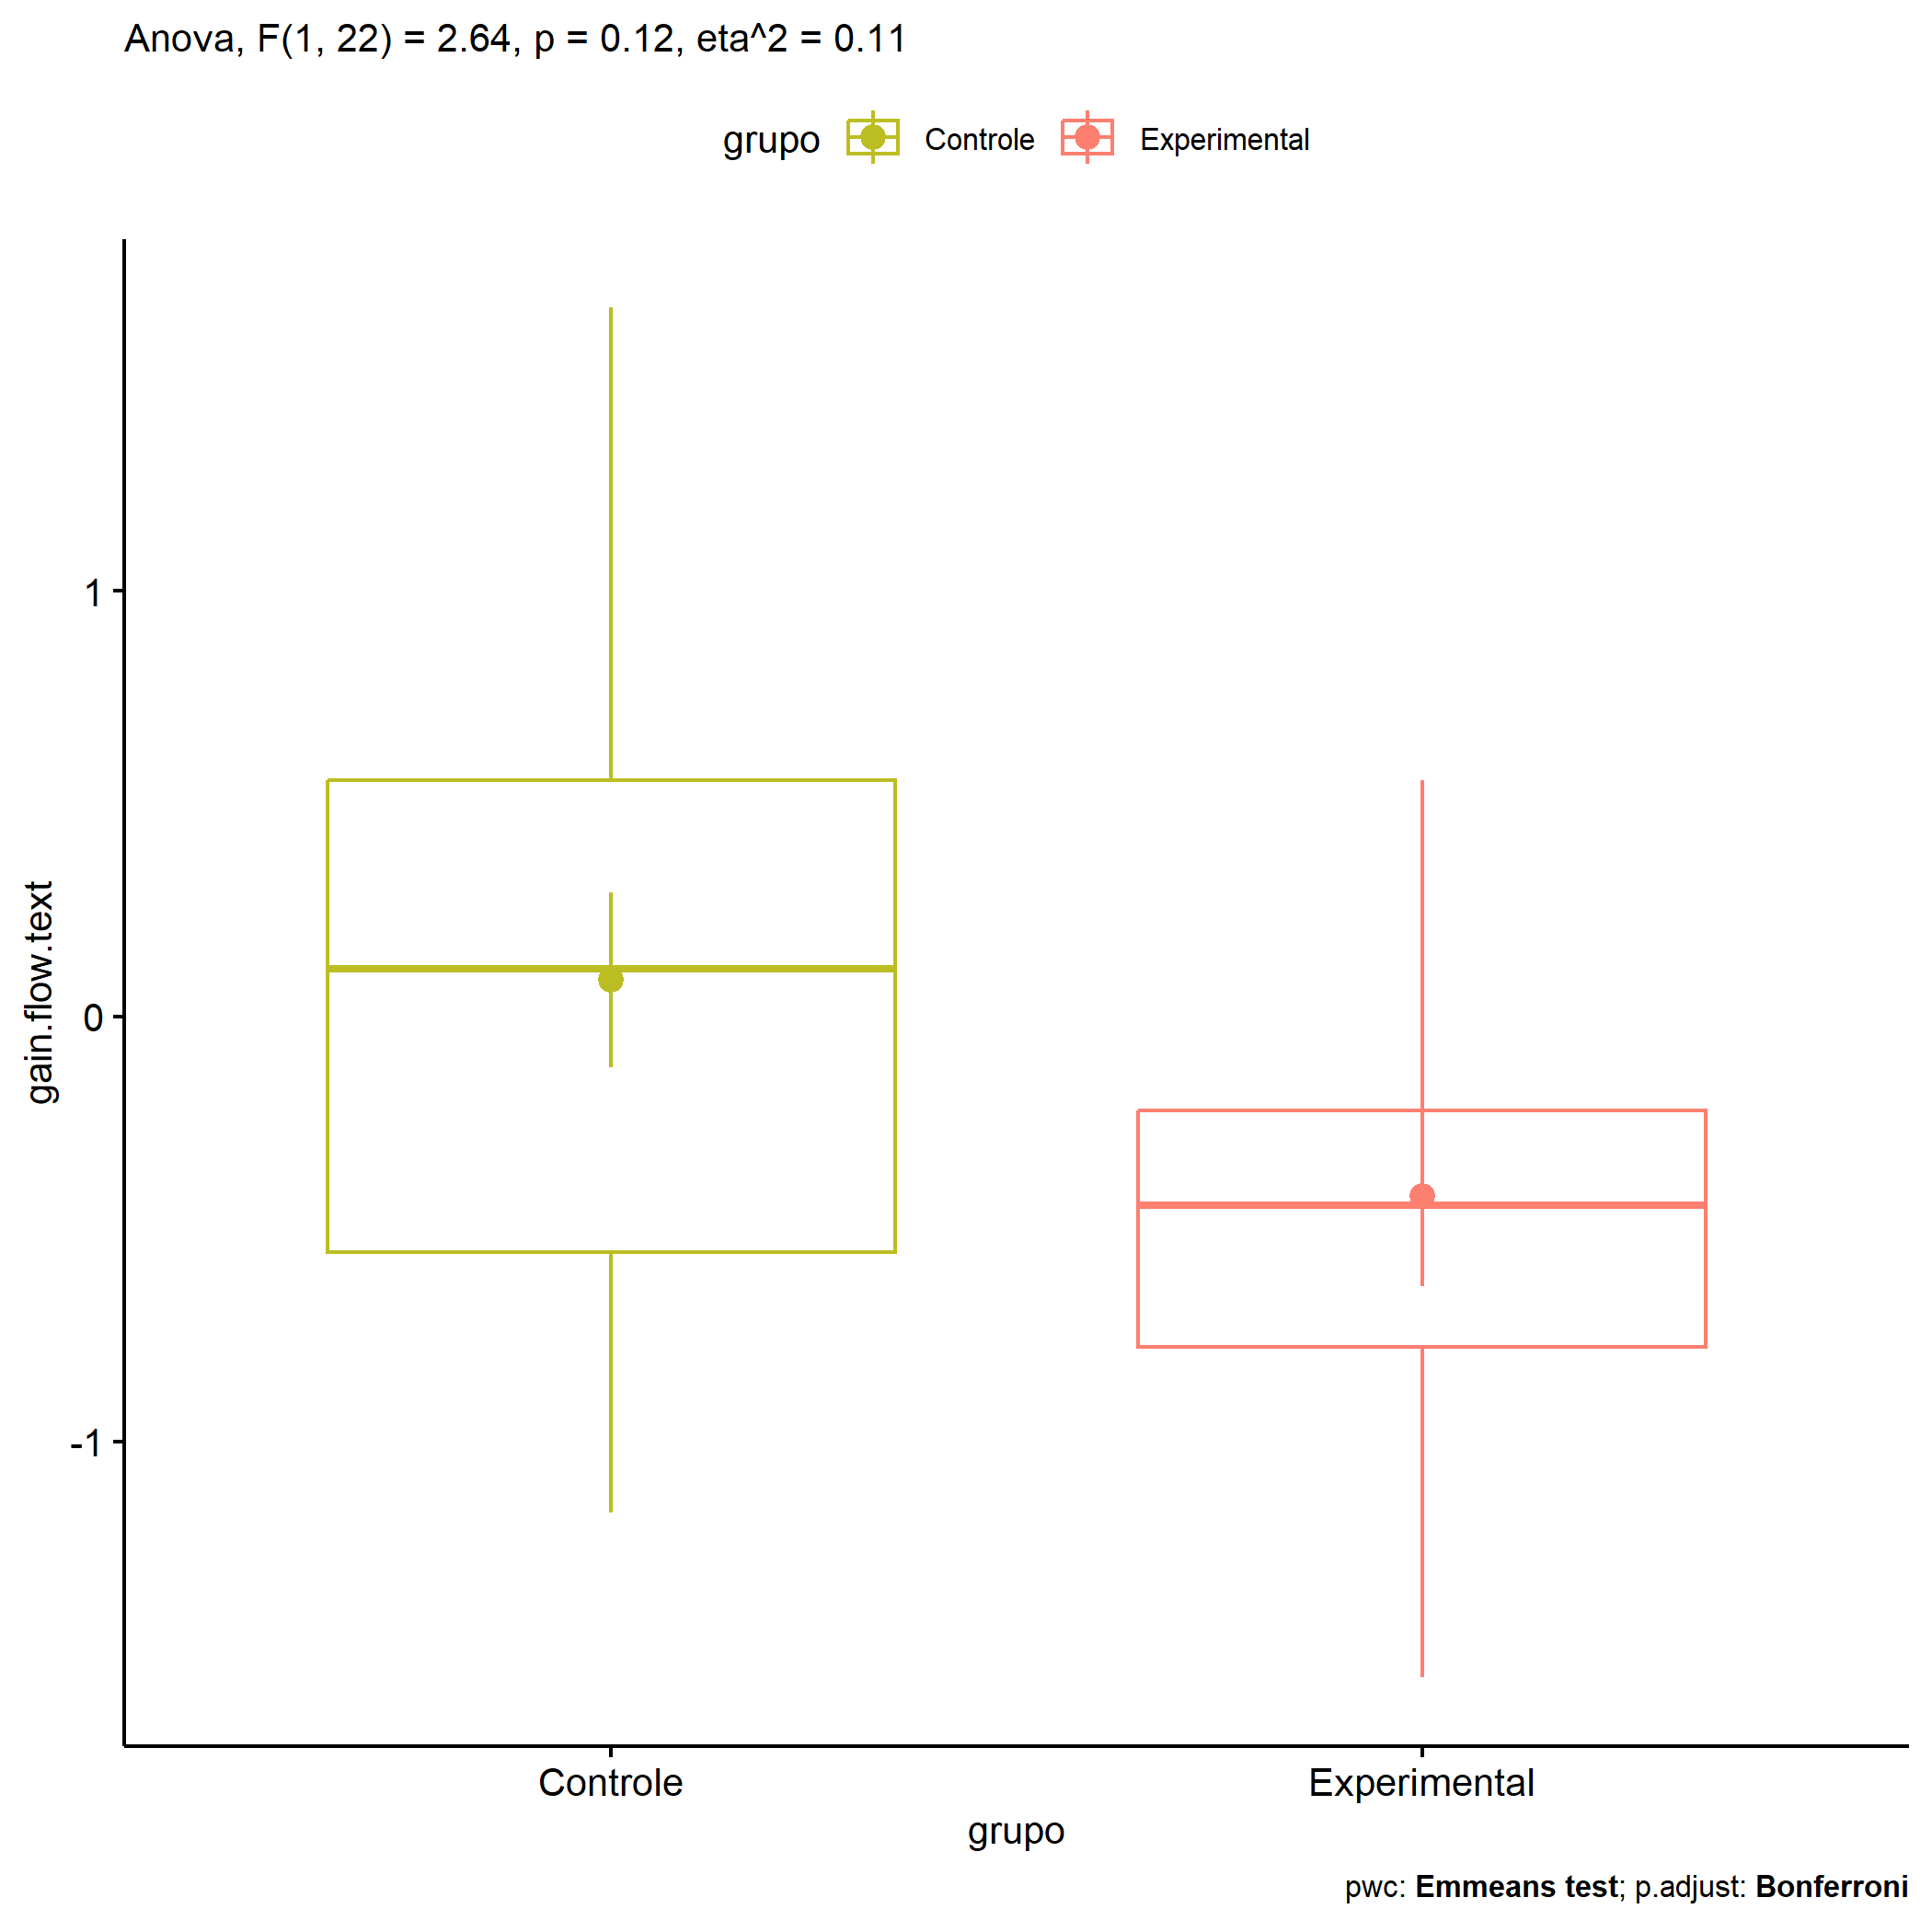 Anova, F(1, 22) = 2.64, p = 0.12, eta^2 = 0.11
grupo Controle Experimental
gain.flow.text
1
0
-1
Controle Experimental
grupo
pwc: Emmeans test; p.adjust: Bonferroni